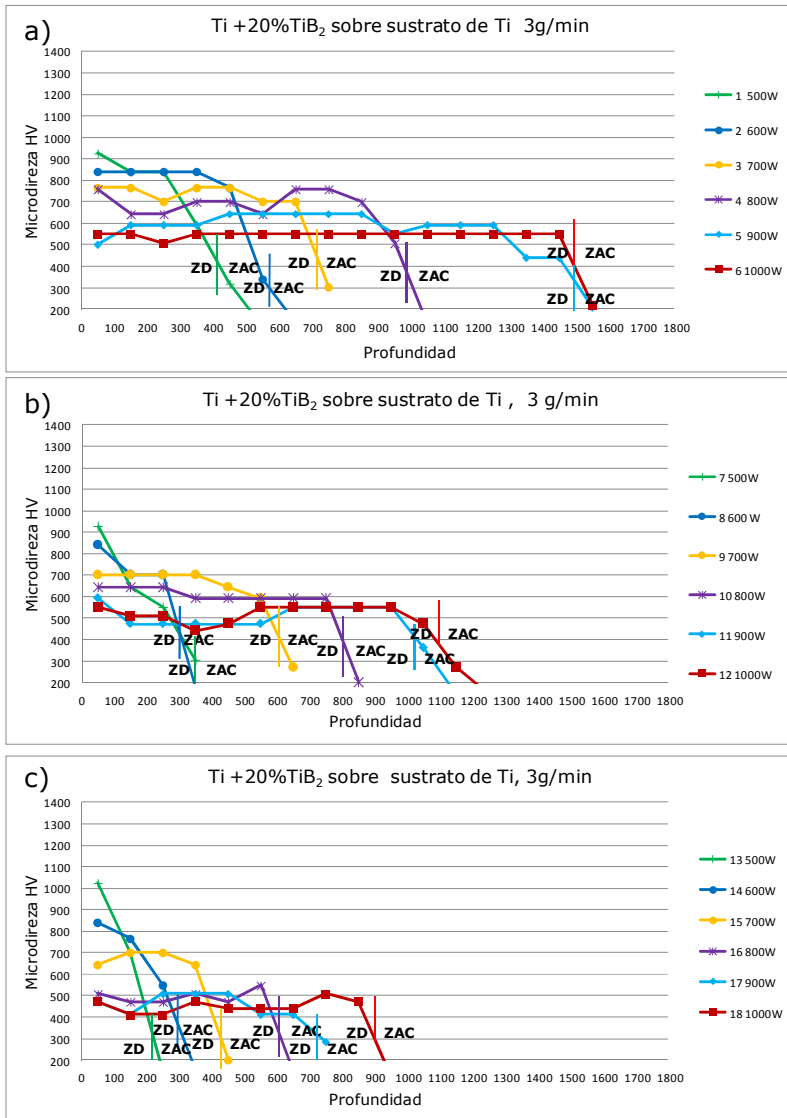 a)
Ti +20%TiB₂ sobre sustrato de Ti 3g/min
Microdireza HV
1400
1300
1200
1100
1000
900
800
700
600
500
400
300
200
ZD ZAC
ZD ZAC
ZD ZAC
ZD ZAC
ZD ZAC
ZD ZAC
0 100 200 300 400 500 600 700 800 900 1000 1100 1200 1300 1400 1500 1600 1700 1800
Profundidad
1 500W
2 600W
3 700W
4 800W
5 900W
6 1000W
b)
Ti +20%TiB₂ sobre sustrato de Ti , 3 g/min
Microdireza HV
1400
1300
1200
1100
1000
900
800
700
600
500
400
300
200
ZD ZAC
ZD ZAC
ZD ZAC
ZD ZAC
ZD ZAC
ZD ZAC
0 100 200 300 400 500 600 700 800 900 1000 1100 1200 1300 1400 1500 1600 1700 1800
Profundidad
7 500W
8 600 W
9 700W
10 800W
11 900W
12 1000W
c)
Ti +20%TiB₂ sobre sustrato de Ti, 3g/min
Microdireza HV
1400
1300
1200
1100
1000
900
800
700
600
500
400
300
200
ZD ZAC
ZD ZAC
ZD ZAC
ZD ZAC
ZD ZAC
ZD ZAC
0 100 200 300 400 500 600 700 800 900 1000 1100 1200 1300 1400 1500 1600 1700 1800
Profundidad
13 500W
14 600W
15 700W
16 800W
17 900W
18 1000W